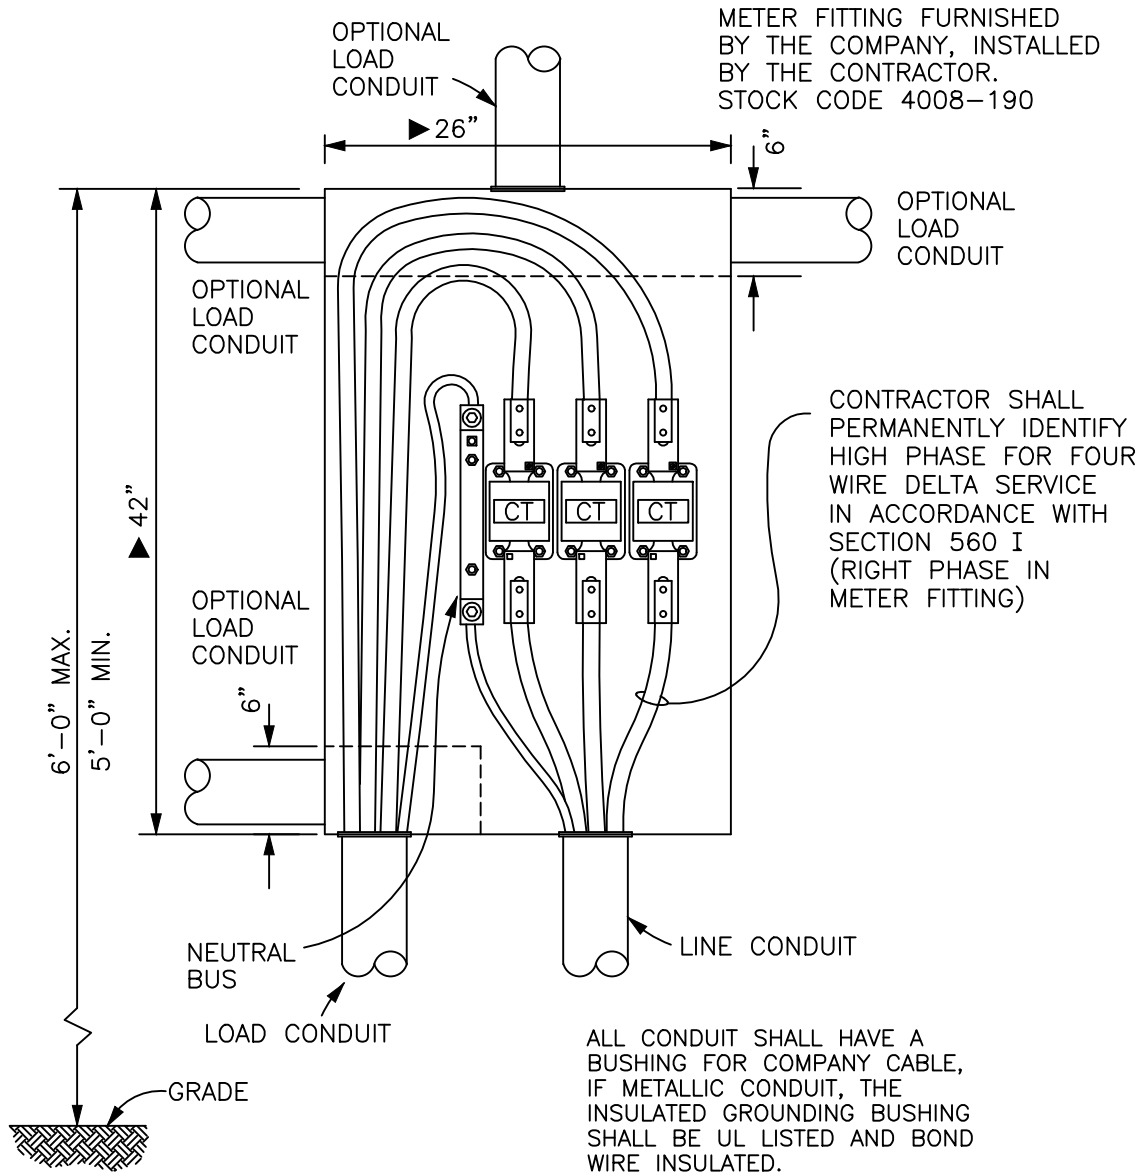 OPTIONAL
LOAD
CONDUIT
METER FITTING FURNISHED
BY THE COMPANY, INSTALLED
BY THE CONTRACTOR.
STOCK CODE 4008-190
▶26"
6"
OPTIONAL
LOAD
CONDUIT
OPTIONAL
LOAD
CONDUIT
CONTRACTOR SHALL
PERMANENTLY IDENTIFY
HIGH PHASE FOR FOUR
WIRE DELTA SERVICE
IN ACCORDANCE WITH
SECTION 560 I
(RIGHT PHASE IN
METER FITTING)
▶42"
CT CT CT
OPTIONAL
LOAD
CONDUIT
6"
6'-0" MAX.
5'-0" MIN.
NEUTRAL
BUS
LINE CONDUIT
LOAD CONDUIT
GRADE
ALL CONDUIT SHALL HAVE A
BUSHING FOR COMPANY CABLE,
IF METALLIC CONDUIT, THE
INSULATED GROUNDING BUSHING
SHALL BE UL LISTED AND BOND
WIRE INSULATED.